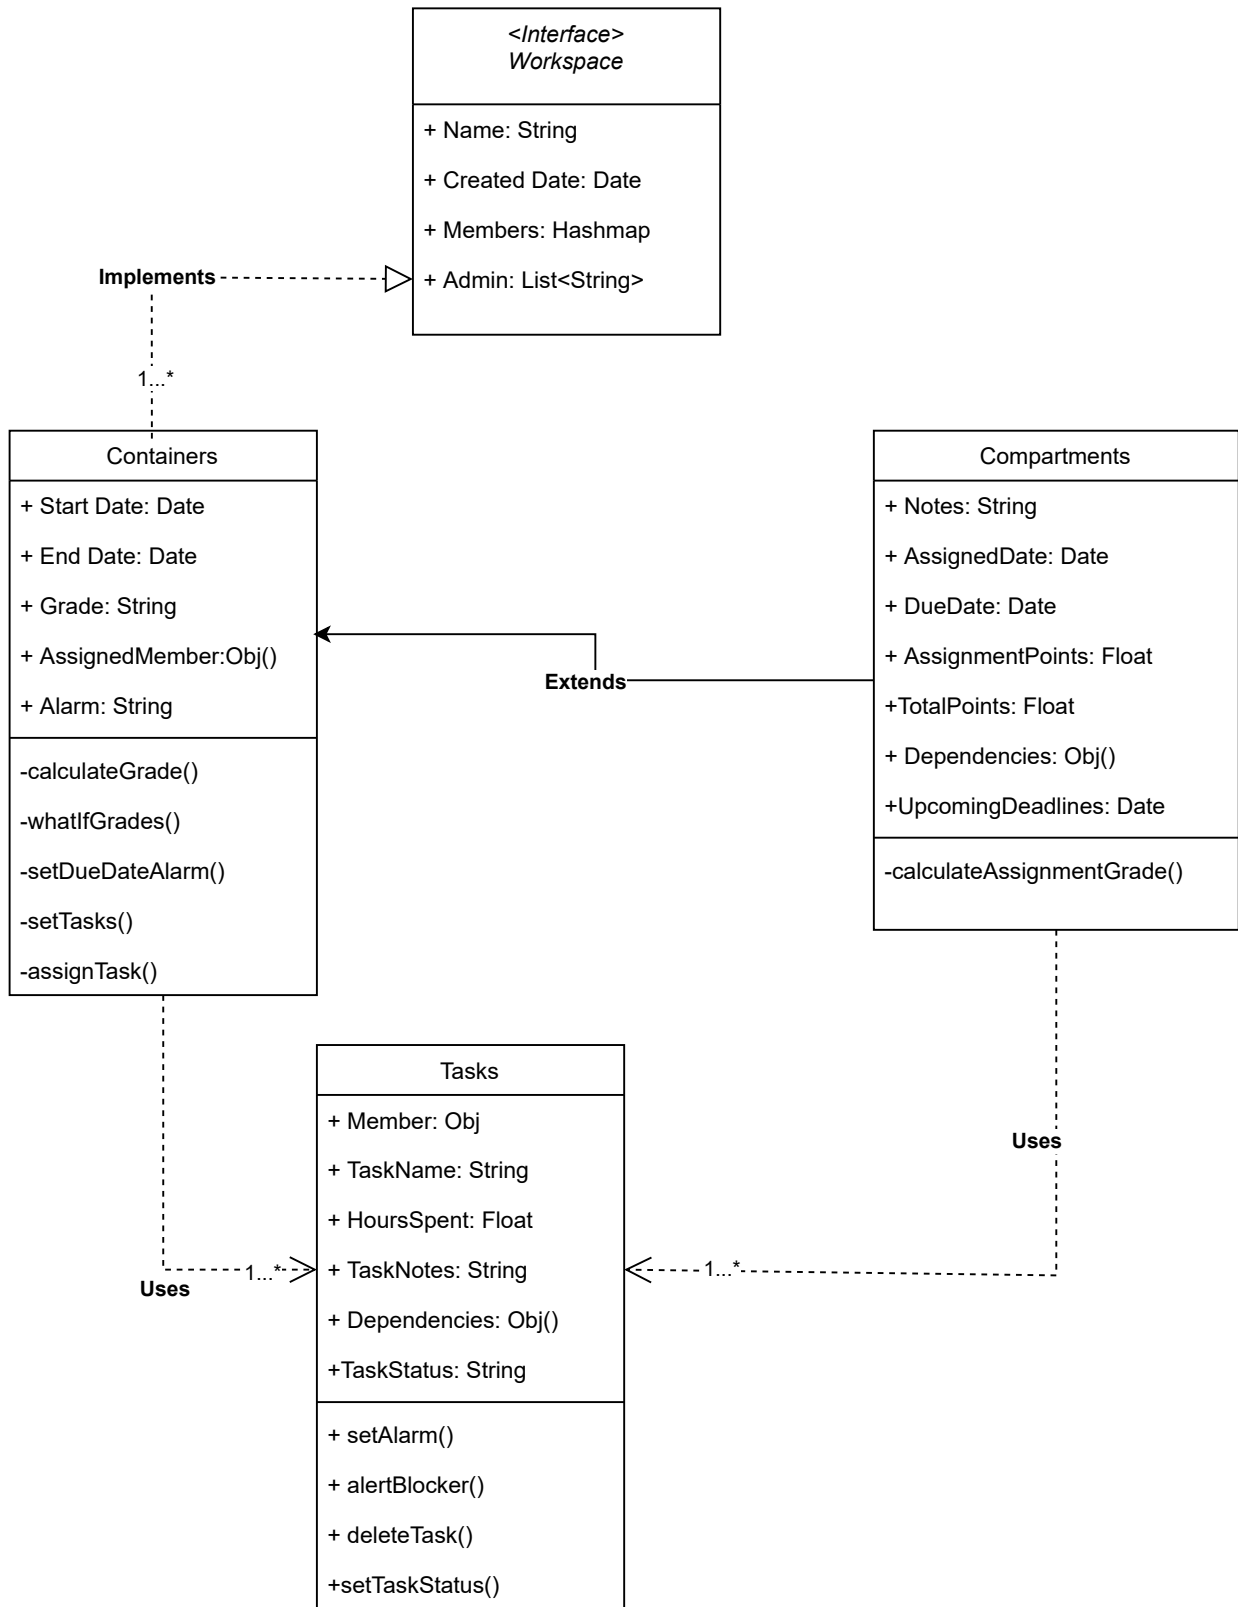 <Interface>
Workspace
+ Name: String
+ Created Date: Date
+ Members: Hashmap
+ Admin: List<String>
Implements
1...*
Containers
+ Start Date: Date
+ End Date: Date
+ Grade: String
+ AssignedMember:Obj()
+ Alarm: String
-calculateGrade()
-whatIfGrades()
-setDueDateAlarm()
-setTasks()
-assignTask()
Extends
Compartments
+ Notes: String
+ AssignedDate: Date
+ DueDate: Date
+ AssignmentPoints: Float
+TotalPoints: Float
+ Dependencies: Obj()
+UpcomingDeadlines: Date
-calculateAssignmentGrade()
Uses
1...*
Tasks
+ Member: Obj
+ TaskName: String
+ HoursSpent: Float
+ TaskNotes: String
+ Dependencies: Obj()
+TaskStatus: String
+ setAlarm()
+ alertBlocker()
+ deleteTask()
+setTaskStatus()
Uses
1...*